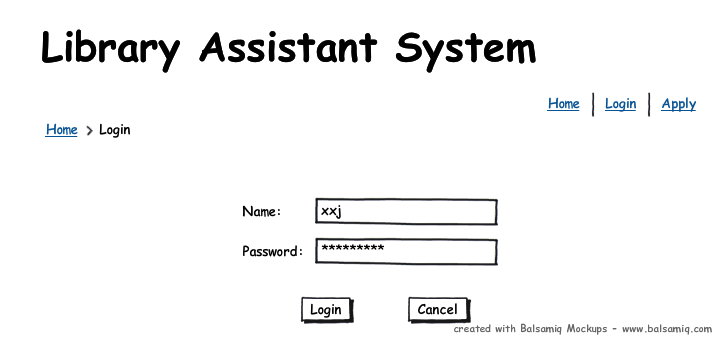 Library Assistant System
Home | Login | Apply
Home > Login
Name: xxj
Password: *********
Login Cancel
created with Balsamiq Mockups - www.balsamiq.com